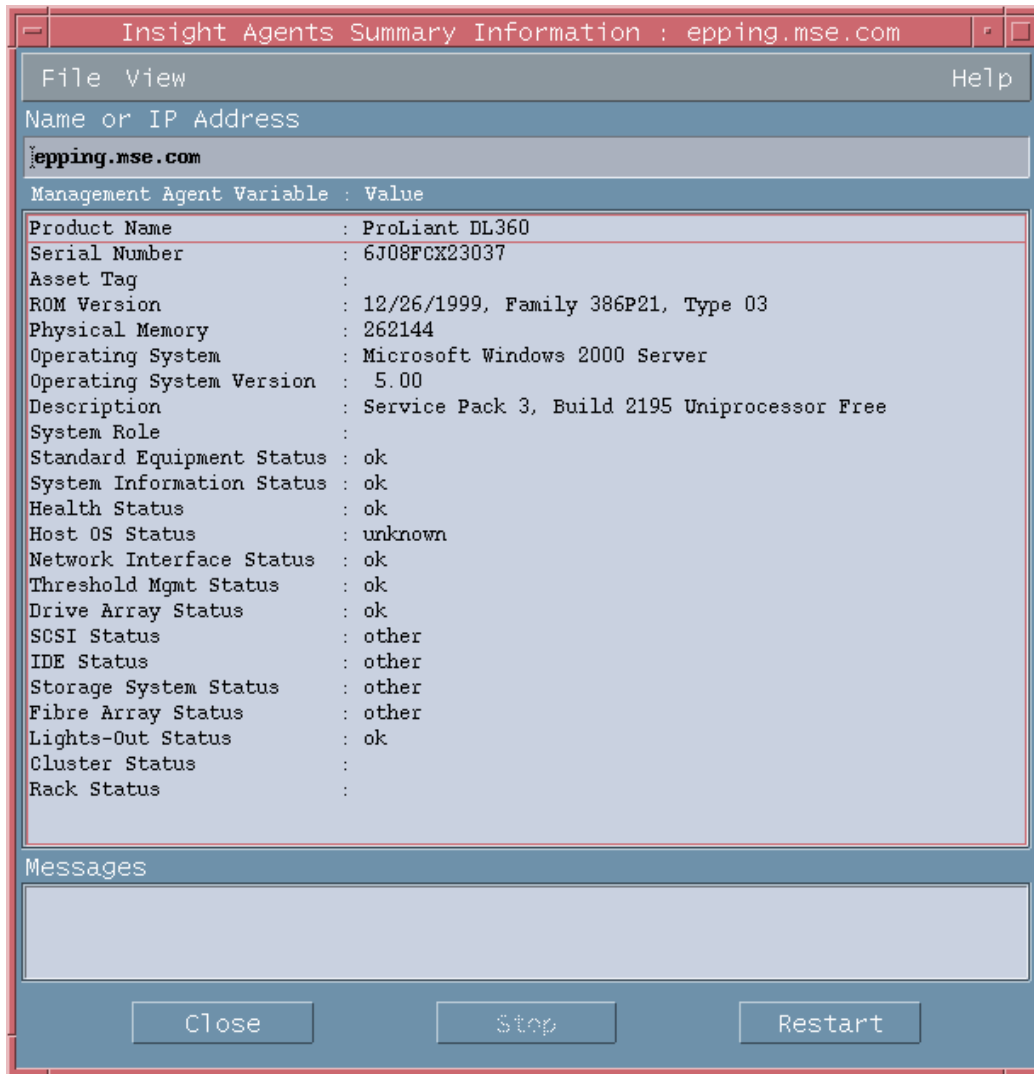 Insight Agents Summary Information : epping.mse.com
File View Help
Name or IP Address
epping.mse.com
Management Agent Variable : Value
Product Name : ProLiant DL360
Serial Number : 6J08FCX23037
Asset Tag :
ROM Version : 12/26/1999, Family 386P21, Type 03
Physical Memory : 262144
Operating System : Microsoft Windows 2000 Server
Operating System Version : 5.00
Description : Service Pack 3, Build 2195 Uniprocessor Free
System Role :
Standard Equipment Status : ok
System Information Status : ok
Health Status : ok
Host OS Status : unknown
Network Interface Status : ok
Threshold Mgmt Status : ok
Drive Array Status : ok
SCSI Status : other
IDE Status : other
Storage System Status : other
Fibre Array Status : other
Lights-Out Status : ok
Cluster Status :
Rack Status :
Messages
Close Stop Restart